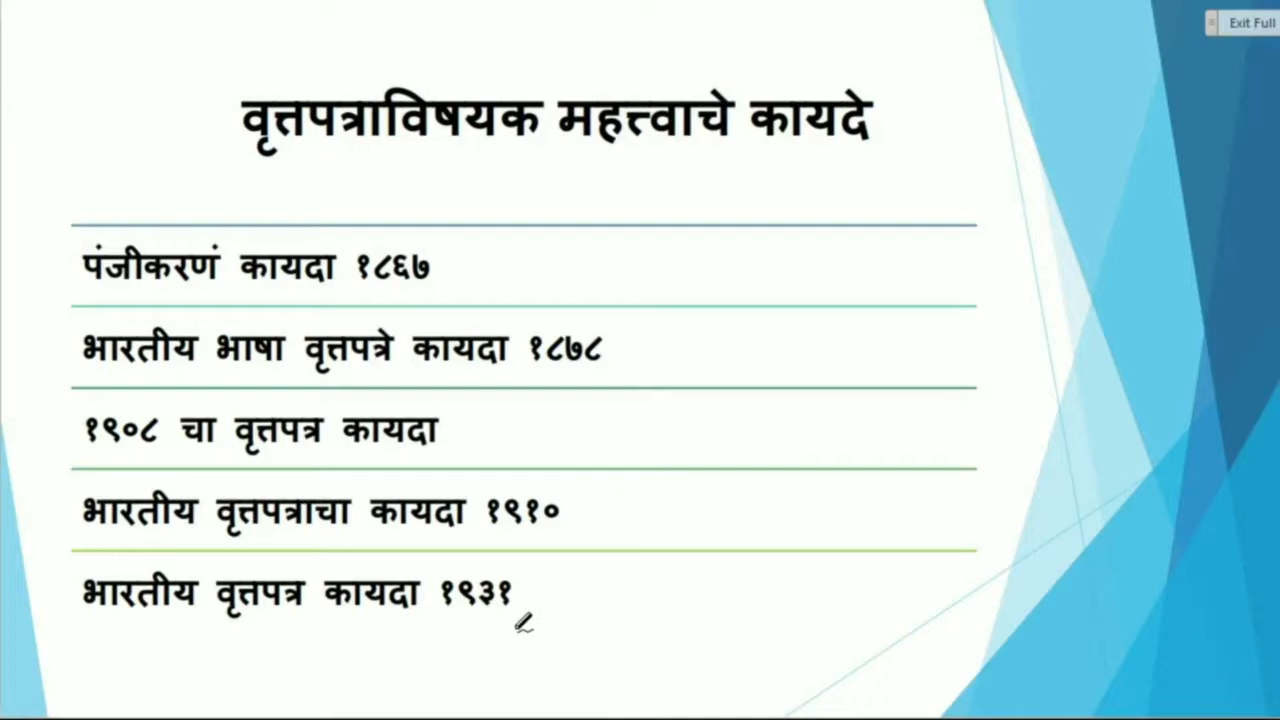 Exit Full
वृत्तपत्राविषयक महत्त्वाचे कायदे
पंजीकरणं कायदा १८६७
भारतीय भाषा वृत्तपत्रे कायदा १८७८
१९०८ चा वृत्तपत्र कायदा
भारतीय वृत्तपत्राचा कायदा १९१०
भारतीय वृत्तपत्र कायदा १९३१